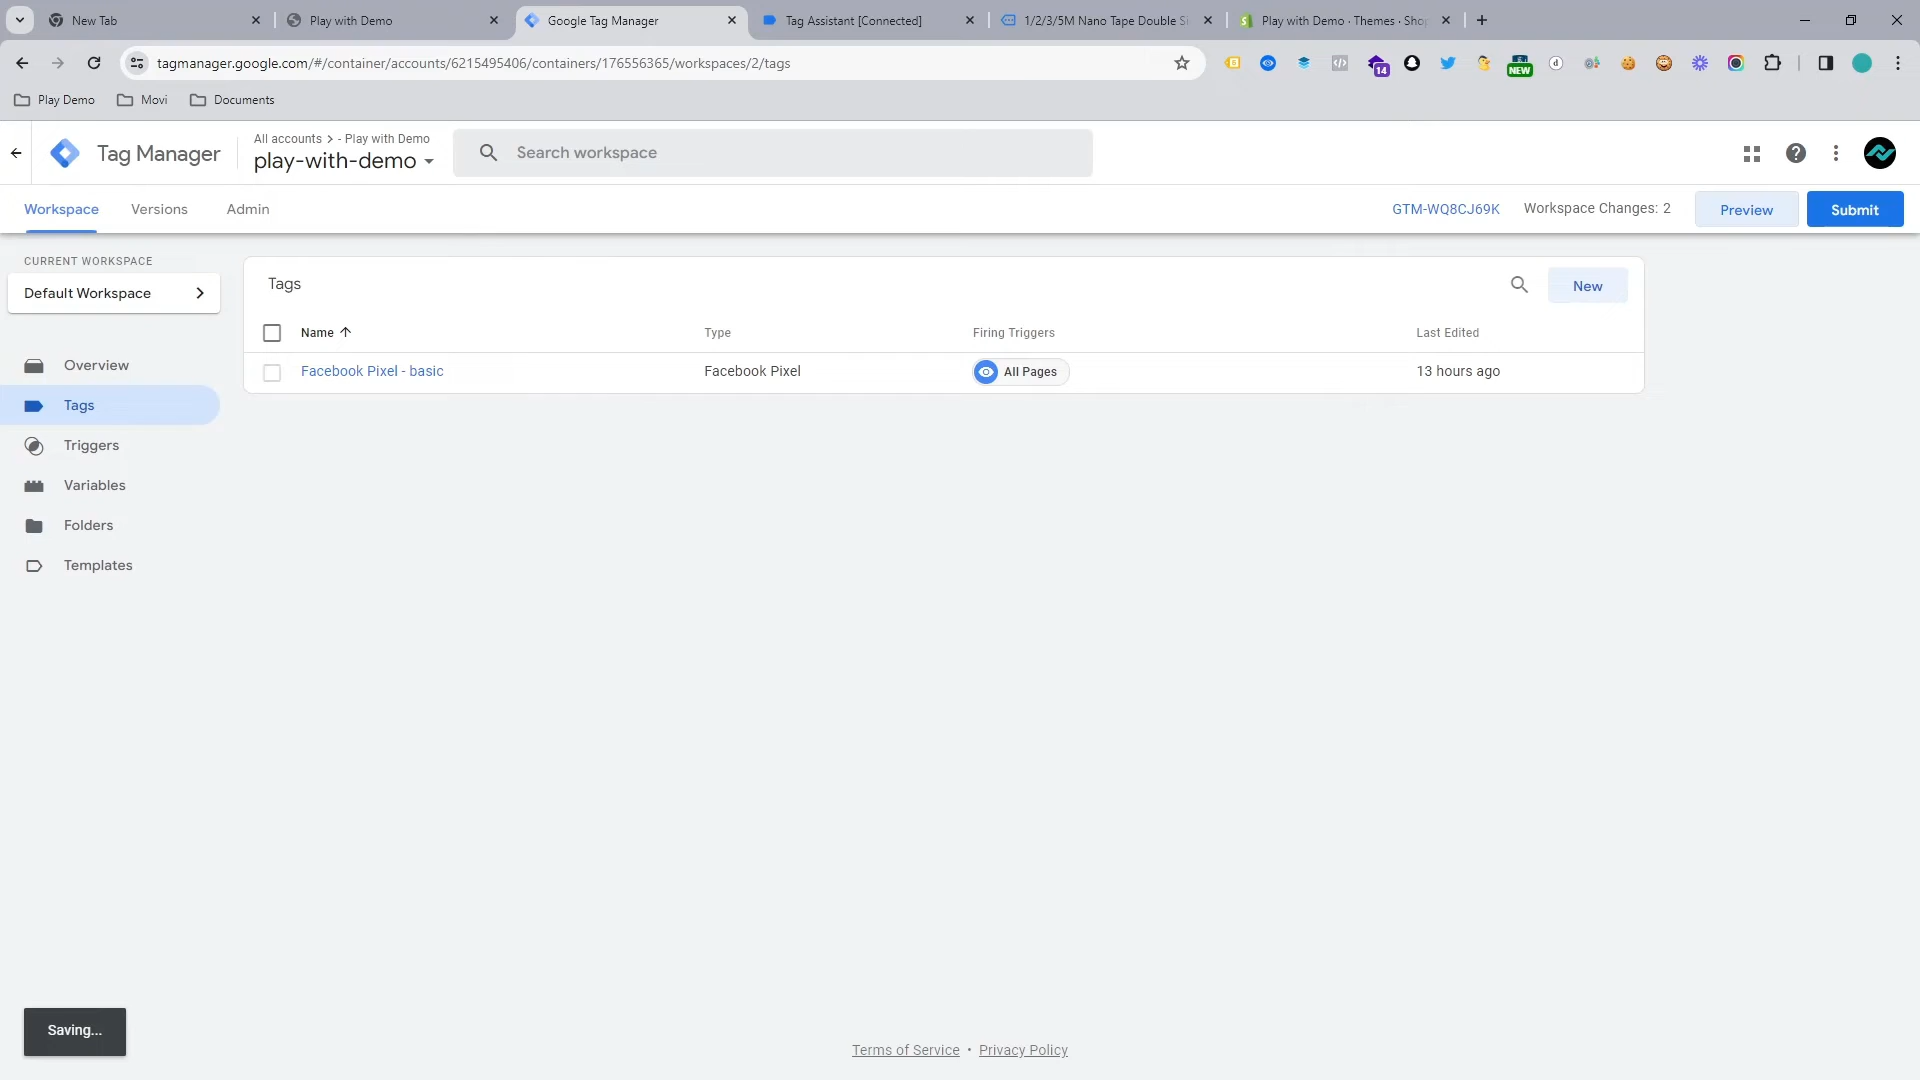 New Tab
Play with Demo
Google Tag Manager
Tag Assistant [Connected]
1/2/3/5M Nano Tape Double Si
Play with Demo · Themes · Shop
tagmanager.google.com/#/container/accounts/6215495406/containers/176556365/workspaces/2/tags
14
NEW
Play Demo
Movi
Documents
Tag Manager
All accounts > - Play with Demo
play-with-demo
Search workspace
Workspace
Versions
Admin
GTM-WQ8CJ69K
Workspace Changes: 2
Preview
Submit
CURRENT WORKSPACE
Default Workspace
Overview
Tags
Triggers
Variables
Folders
Templates
Tags
New
Name
Type
Firing Triggers
Last Edited
Facebook Pixel - basic
Facebook Pixel
All Pages
13 hours ago
Saving...
Terms of Service • Privacy Policy